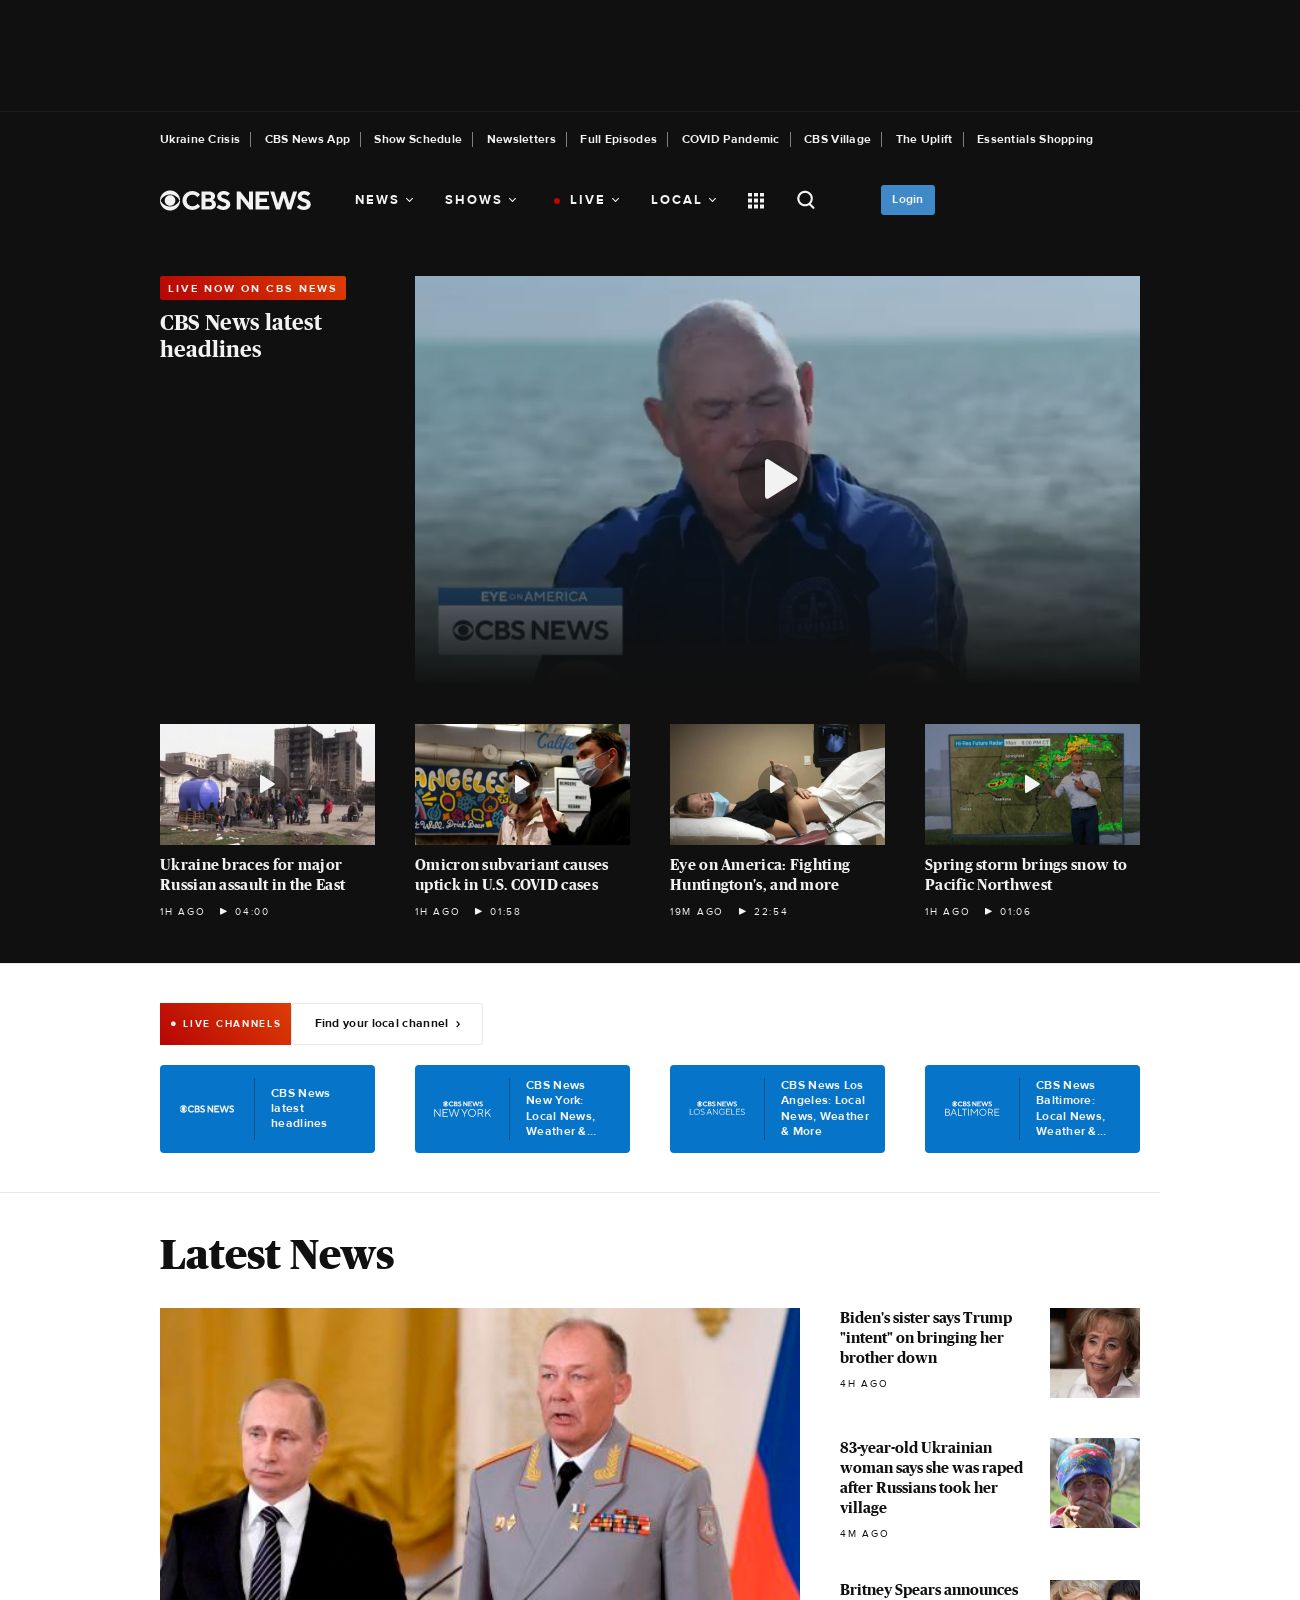 Ukraine Crisis CBS News App Show Schedule Newsletters Full Episodes COVID Pandemic CBS Village The Uplift Essentials Shopping
CBS NEWS NEWS SHOWS LIVE LOCAL Login
LIVE NOW ON CBS NEWS
CBS News latest
headlines
EYE ON AMERICA
CBS NEWS
Ukraine braces for major
Russian assault in the East
1H AGO 04:00
ANGELES
Omicron subvariant causes
uptick in U.S. COVID cases
1H AGO 01:58
Eye on America: Fighting
Huntington's, and more
19M AGO 22:54
Hi-Res Future Radar
Spring storm brings snow to
Pacific Northwest
1H AGO 01:06
LIVE CHANNELS
Find your local channel ›
CBS NEWS
CBS News
latest
headlines
CBS NEWS
NEW YORK
CBS News
New York:
Local News,
Weather &...
CBS NEWS
LOS ANGELES
CBS News Los
Angeles: Local
News, Weather
& More
CBS NEWS
BALTIMORE
CBS News
Baltimore:
Local News,
Weather &...
Latest News
Biden's sister says Trump
"intent" on bringing her
brother down
4H AGO
83-year-old Ukrainian
woman says she was raped
after Russians took her
village
4M AGO
Britney Spears announces